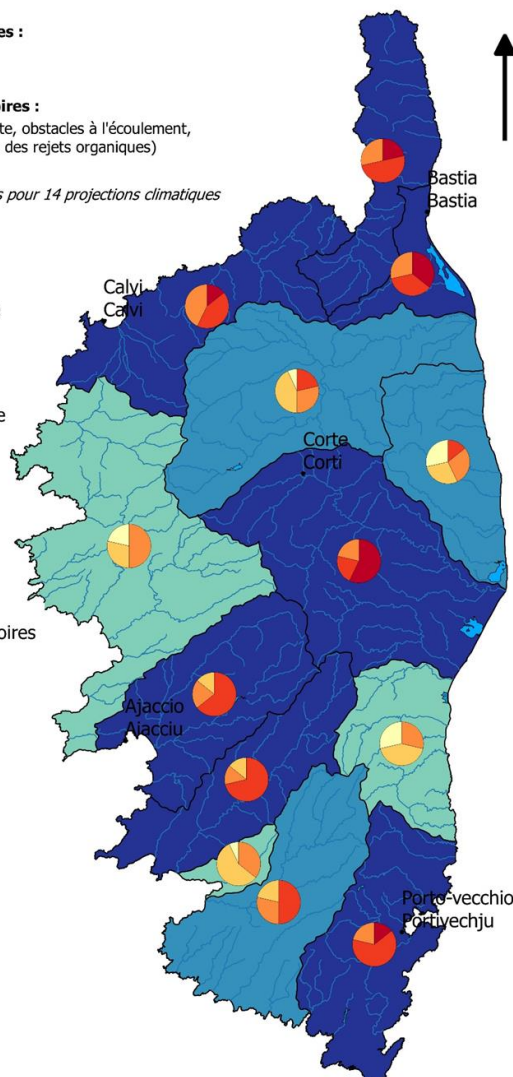 es :
oires :
te, obstacles à l'écoulement,
des rejets organiques)
s pour 14 projections climatiques
Bastia
Bastia
Calvi
Calvi
e
Corte
Corti
oires
Ajaccio
Ajacciu
Porto-vecchio
Portivechju